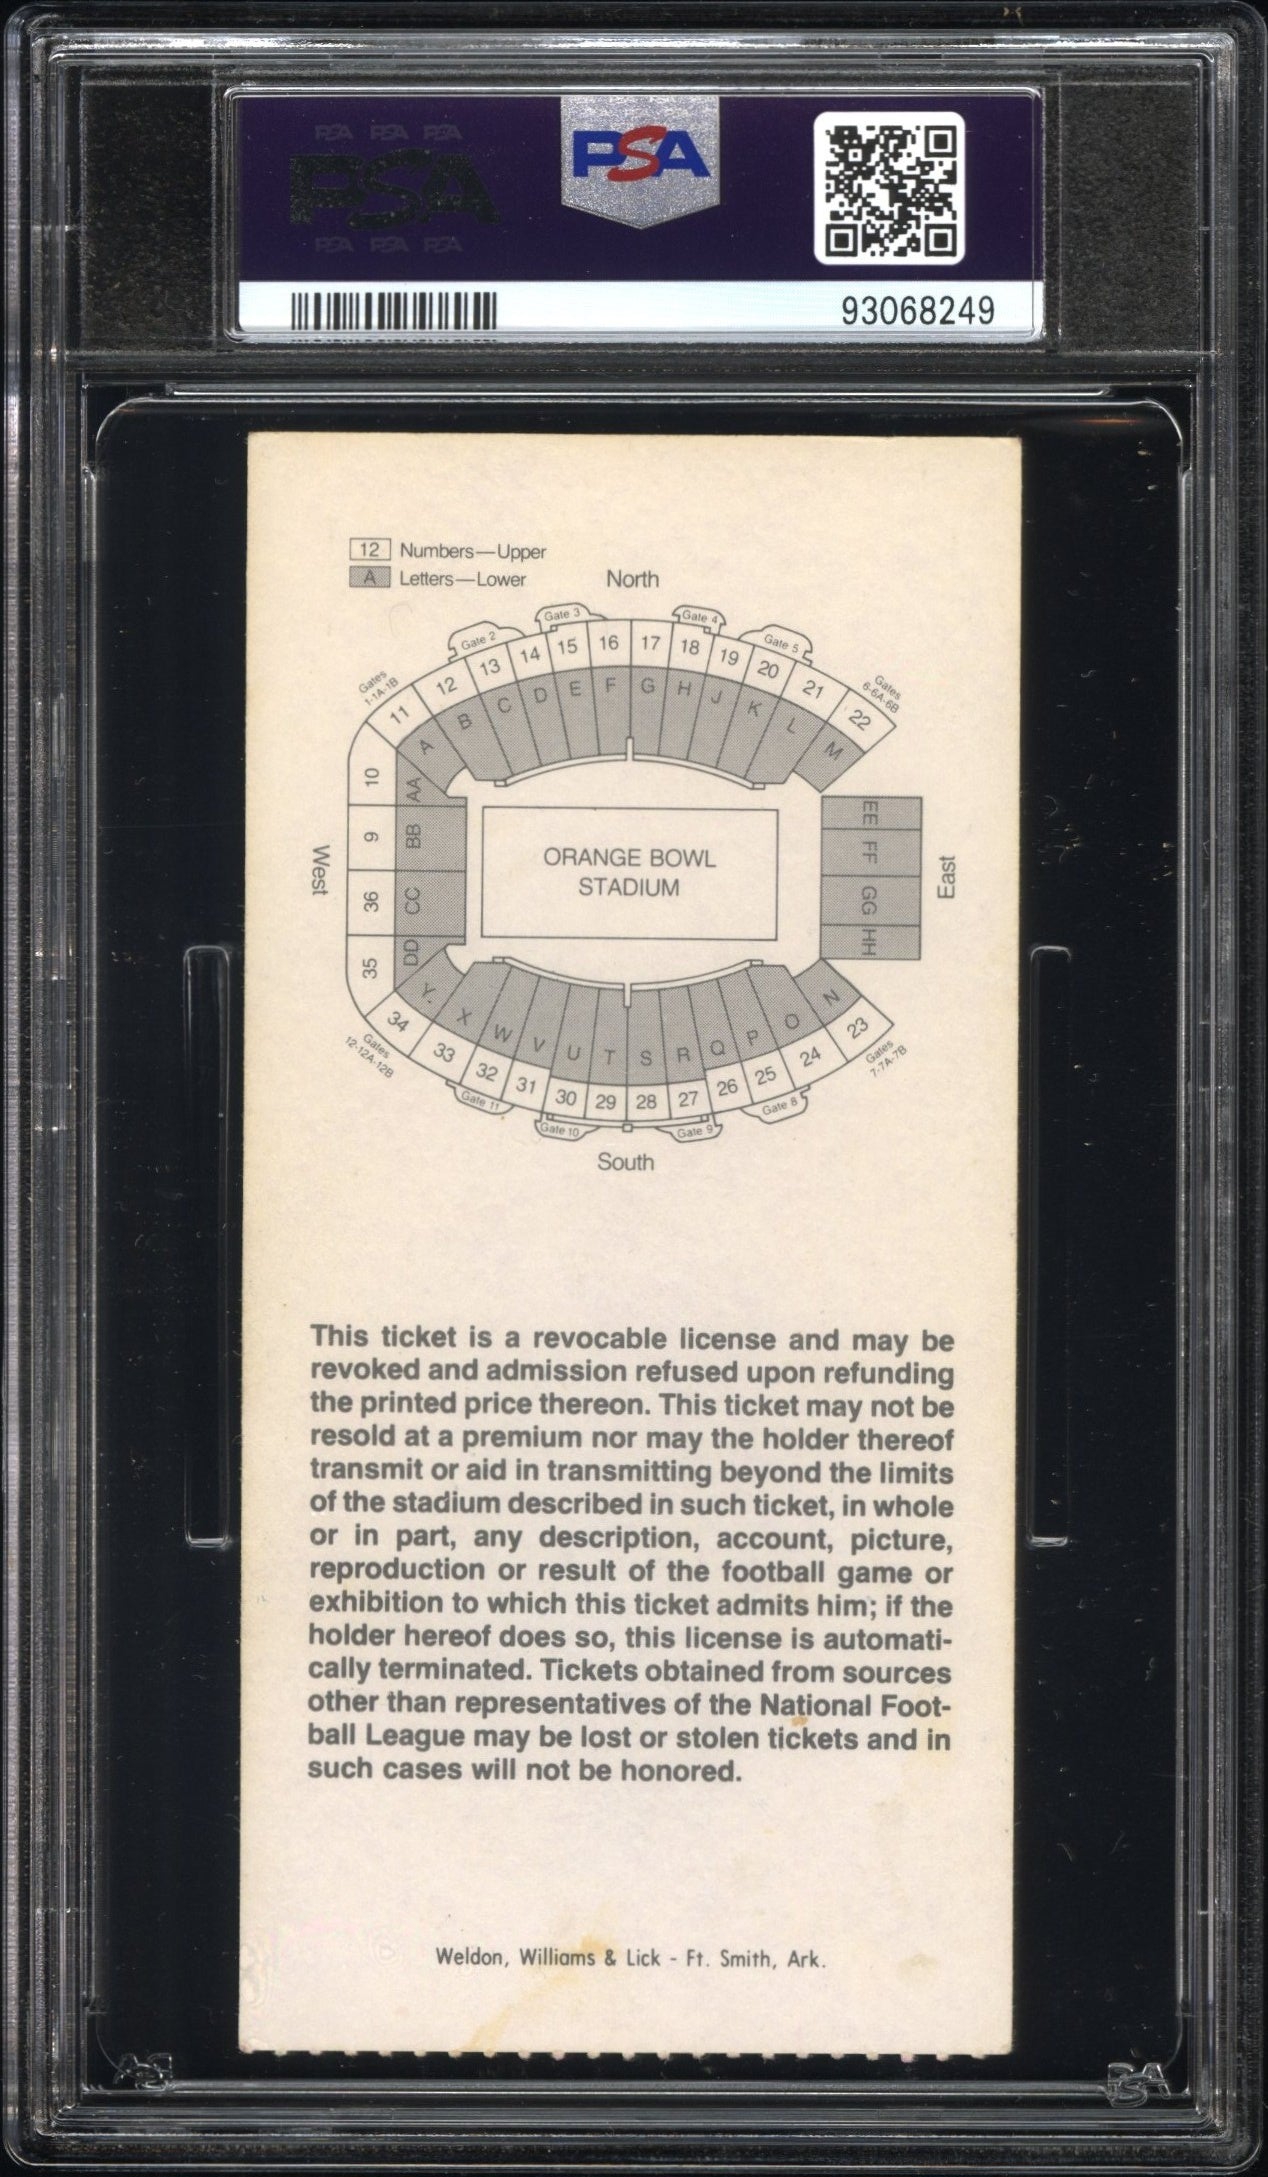 PSA PSA PSA
PSA
PSA PSA PSA
PSA
93068249
12 Numbers—Upper
A Letters—Lower
North
Gate 2
Gate 3
Gate 4
Gate 5
Gates 1-1A-1B
Gates 6-6A-6B
11 12 13 14 15 16 17 18 19 20 21 22
A B C D E F G H J K L M
10 AA
9 BB
36 CC
35 DD
West
ORANGE BOWL
STADIUM
EE
FF
GG
HH
East
Y X W V U T S R Q P O N
34 33 32 31 30 29 28 27 26 25 24 23
Gates 12-12A-12B
Gates 7-7A-7B
Gate 11
Gate 10
Gate 9
Gate 8
South
This ticket is a revocable license and may be
revoked and admission refused upon refunding
the printed price thereon. This ticket may not be
resold at a premium nor may the holder thereof
transmit or aid in transmitting beyond the limits
of the stadium described in such ticket, in whole
or in part, any description, account, picture,
reproduction or result of the football game or
exhibition to which this ticket admits him; if the
holder hereof does so, this license is automati-
cally terminated. Tickets obtained from sources
other than representatives of the National Foot-
ball League may be lost or stolen tickets and in
such cases will not be honored.
Weldon, Williams & Lick - Ft. Smith, Ark.
PSA
PSA